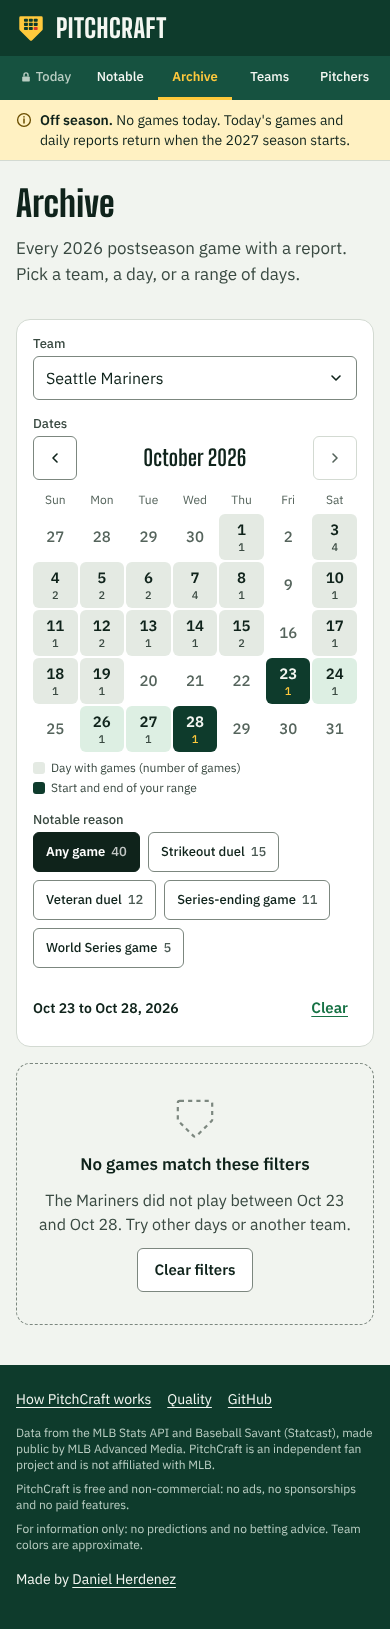 PITCHCRAFT
Today Notable Archive Teams Pitchers
Off season. No games today. Today's games and
daily reports return when the 2027 season starts.
Archive
Every 2026 postseason game with a report.
Pick a team, a day, or a range of days.
Team
Seattle Mariners
Dates
October 2026
Sun Mon Tue Wed Thu Fri Sat
27 28 29 30 1 2 3
1 4
4 5 6 7 8 9 10
2 2 2 4 1 1
11 12 13 14 15 16 17
1 2 1 1 2 1
18 19 20 21 22 23 24
1 1 1 1
25 26 27 28 29 30 31
1 1 1
Day with games (number of games)
Start and end of your range
Notable reason
Any game 40 Strikeout duel 15
Veteran duel 12 Series-ending game 11
World Series game 5
Oct 23 to Oct 28, 2026 Clear
No games match these filters
The Mariners did not play between Oct 23
and Oct 28. Try other days or another team.
Clear filters
How PitchCraft works Quality GitHub
Data from the MLB Stats API and Baseball Savant (Statcast), made
public by MLB Advanced Media. PitchCraft is an independent fan
project and is not affiliated with MLB.
PitchCraft is free and non-commercial: no ads, no sponsorships
and no paid features.
For information only: no predictions and no betting advice. Team
colors are approximate.
Made by Daniel Herdenez